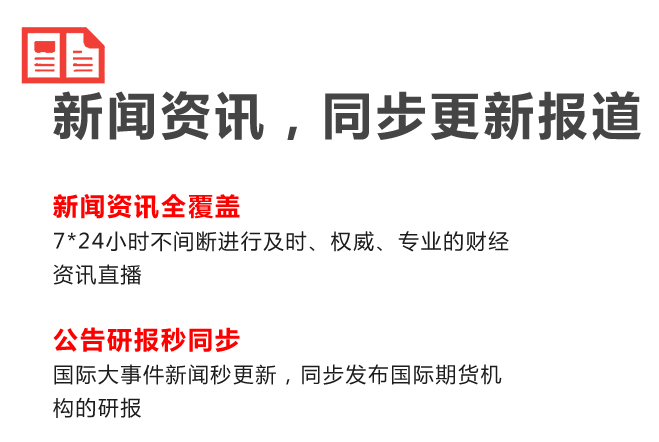 新闻资讯，同步更新报道
新闻资讯全覆盖
7*24小时不间断进行及时、权威、专业的财经
资讯直播
公告研报秒同步
国际大事件新闻秒更新，同步发布国际期货机
构的研报